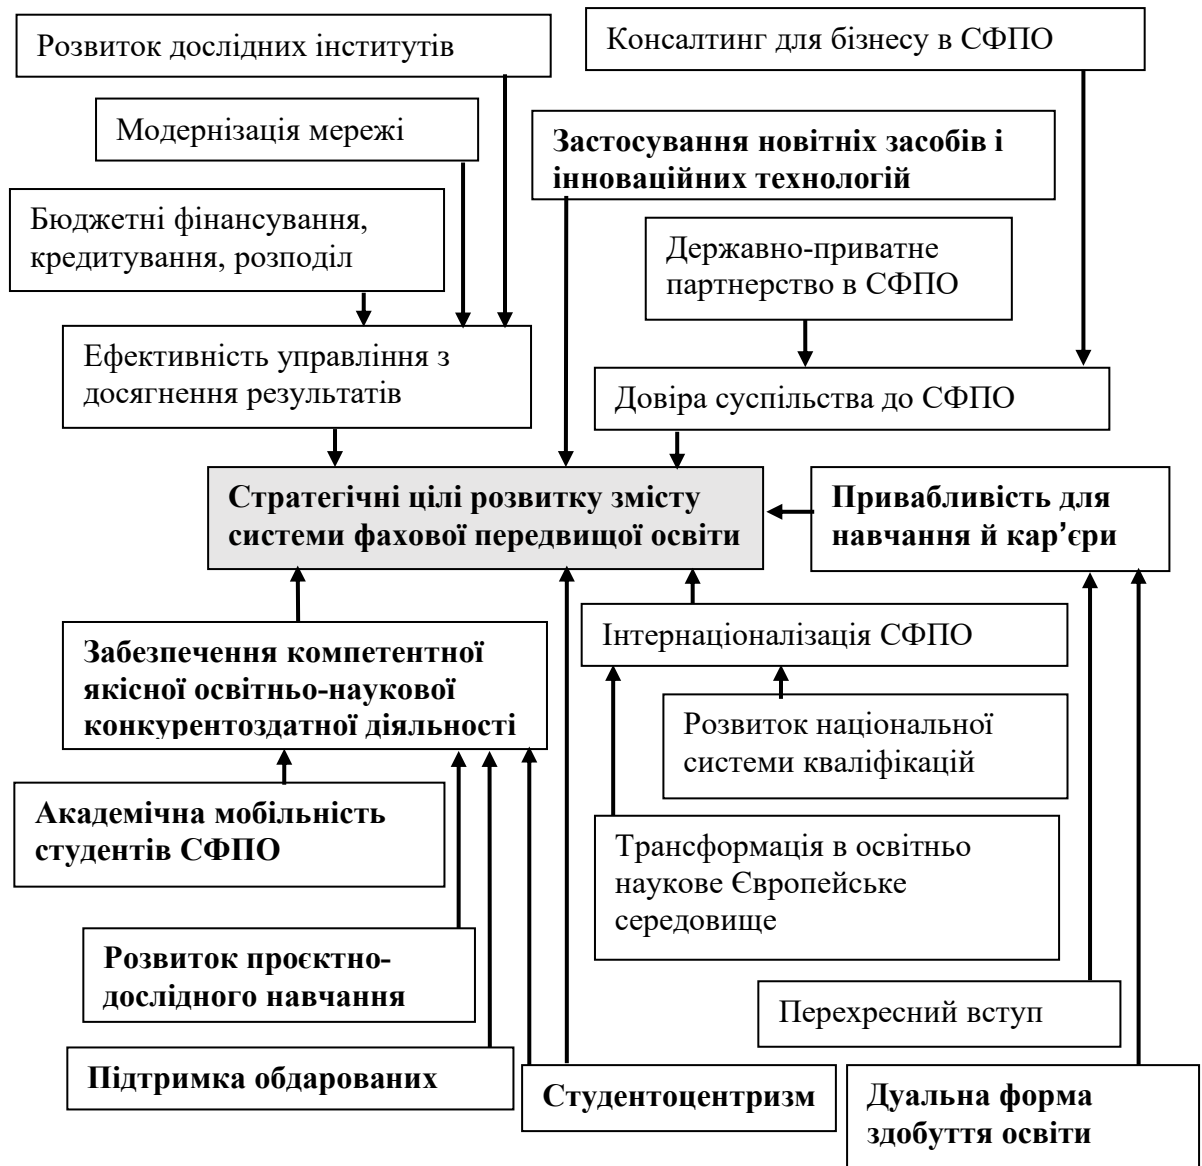 Розвиток дослідних інститутів
Консалтинг для бізнесу в СФПО
Модернізація мережі
Застосування новітніх засобів і
інноваційних технологій
Бюджетні фінансування,
кредитування, розподіл
Державно-приватне
партнерство в СФПО
Ефективність управління з
досягнення результатів
Довіра суспільства до СФПО
Стратегічні цілі розвитку змісту
системи фахової передвищої освіти
Привабливість для
навчання й кар’єри
Забезпечення компетентної
якісної освітньо-наукової
конкурентоздатної діяльності
Інтернаціоналізація СФПО
Розвиток національної
системи кваліфікацій
Академічна мобільність
студентів СФПО
Трансформація в освітньо
наукове Європейське
середовище
Розвиток проєктно-
дослідного навчання
Перехресний вступ
Підтримка обдарованих
Студентоцентризм
Дуальна форма
здобуття освіти